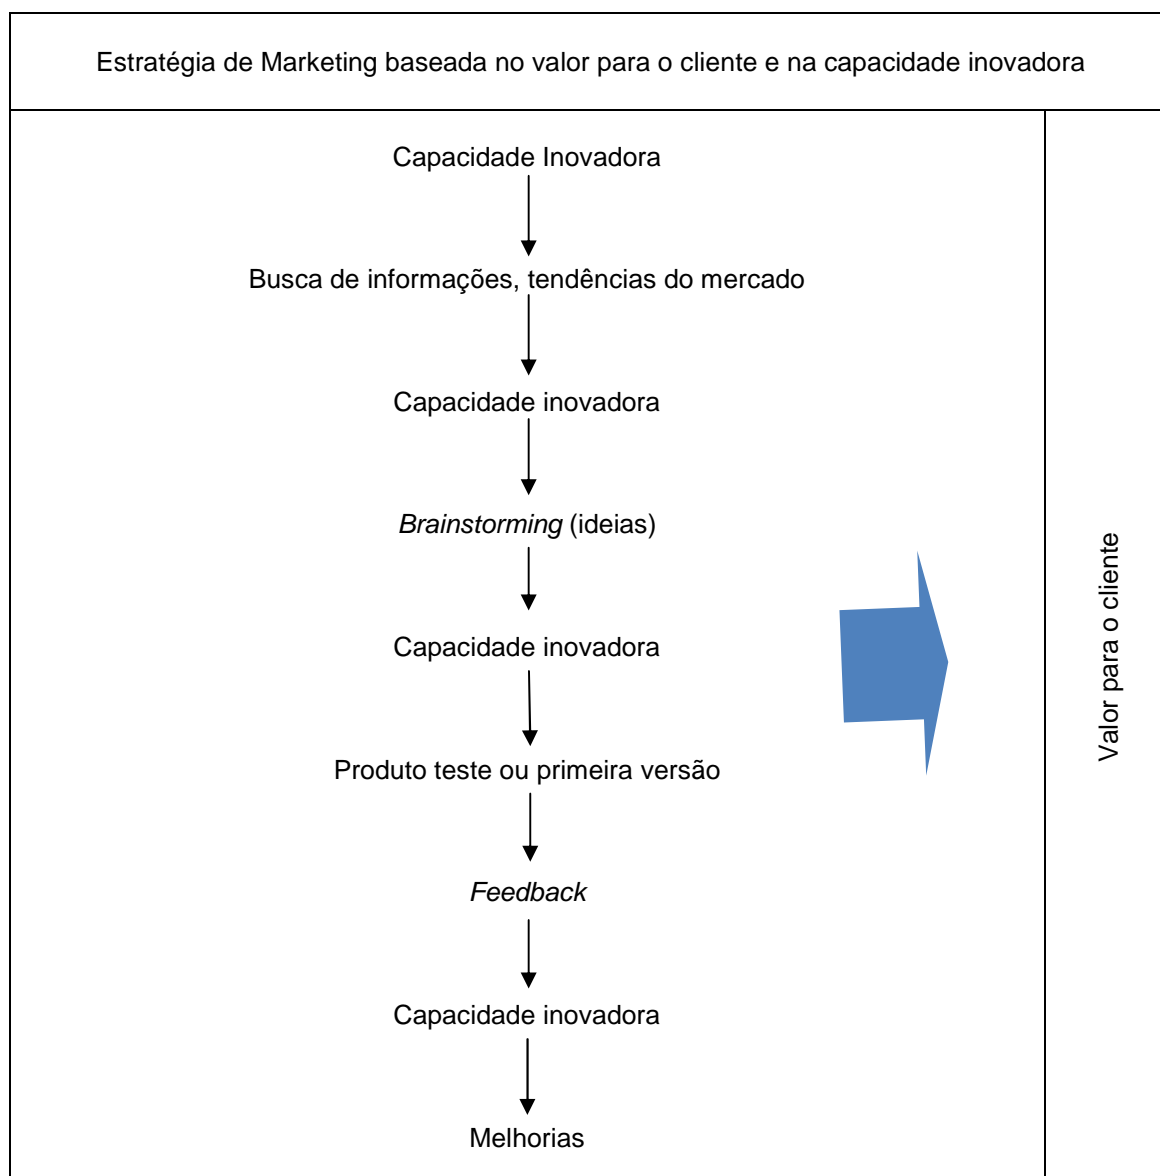 Estratégia de Marketing baseada no valor para o cliente e na capacidade inovadora
Capacidade Inovadora
Busca de informações, tendências do mercado
Capacidade inovadora
Brainstorming (ideias)
Capacidade inovadora
Produto teste ou primeira versão
Feedback
Capacidade inovadora
Melhorias
Valor para o cliente